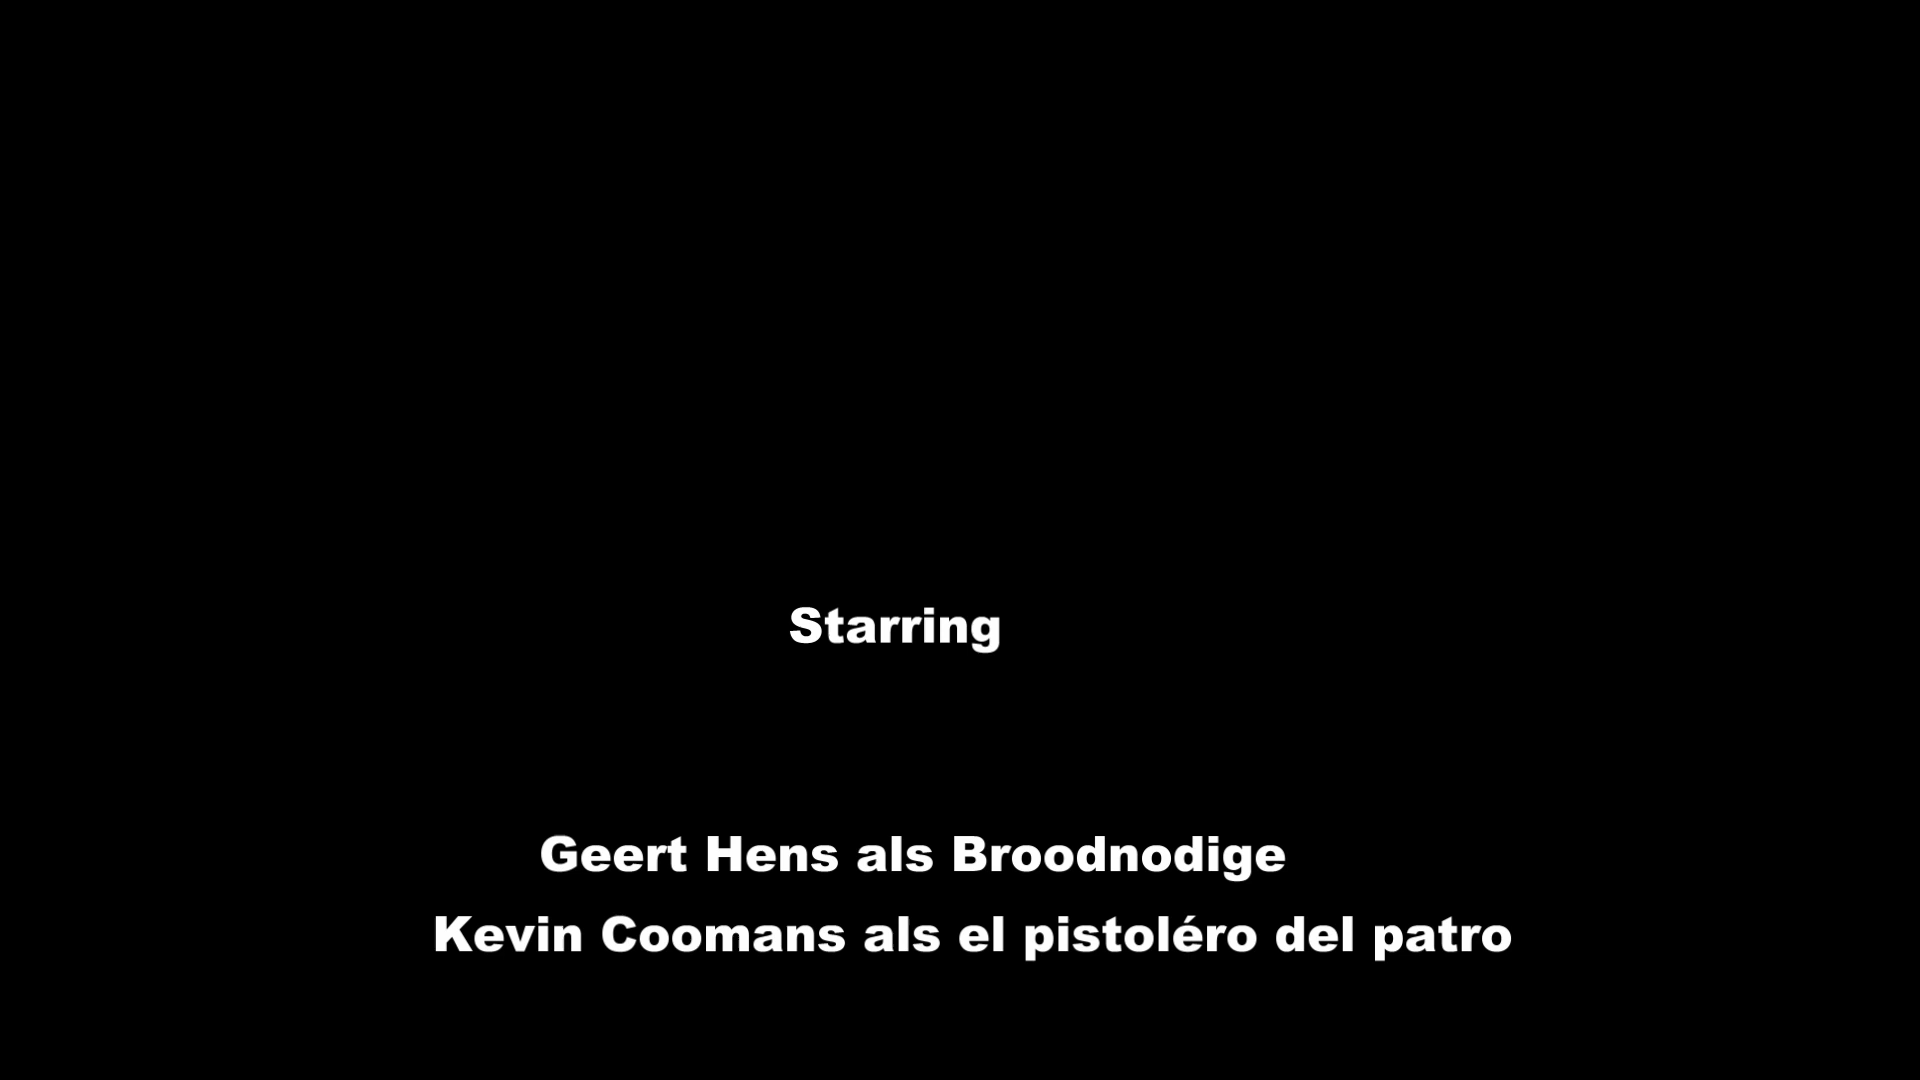 Starring
Geert Hens als Broodnodige
Kevin Coomans als el pistoléro del patro